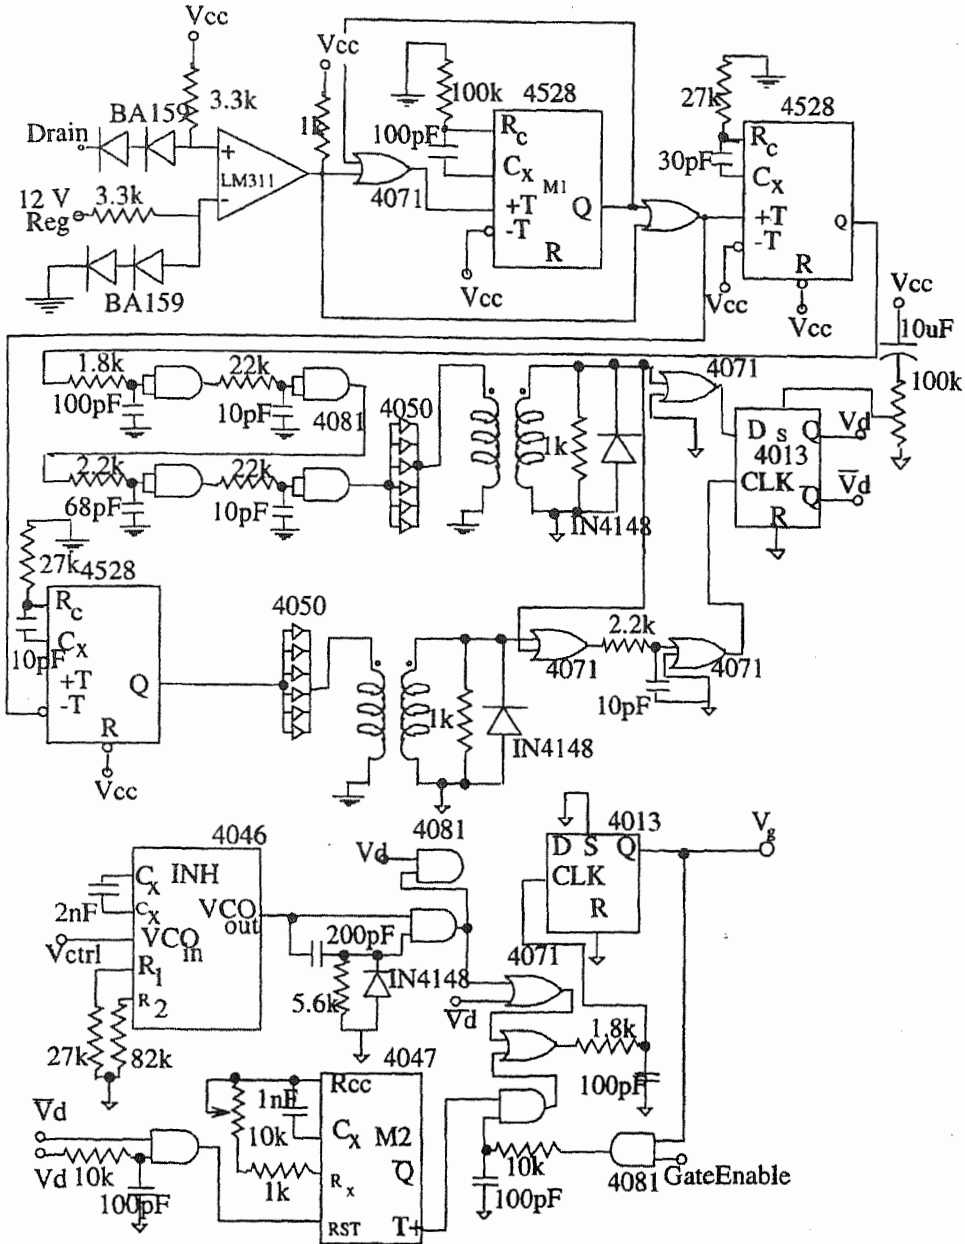 Vcc
BA159
3.3k
Drain
LM311
+
-
12 V
Reg
3.3k
BA159
Vcc
1k
100k
100pF
4071
4528
Rc
Cx
M1
+T
-T
Q
R
Vcc
27k
30pF
4528
Rc
Cx
+T
-T
Q
R
Vcc
Vcc
Vcc
10uF
100k
1.8k
100pF
22k
10pF
4081
4050
2.2k
68pF
22k
10pF
1k
IN4148
4071
D S Q
4013
CLK
Q
R
Vd
Vd
27k
4528
Rc
Cx
10pF
+T
-T
Q
R
Vcc
4050
1k
IN4148
4071
2.2k
10pF
4071
4046
Cx
INH
Cx
2nF
VCO
out
Vctrl
VCO
in
R1
R2
27k
82k
4081
Vd
200pF
IN4148
5.6k
4013
D S Q
CLK
R
Vg
4071
Vd
1.8k
100pF
4047
Rcc
1nF
10k
Cx
M2
Q
1k
Rx
RST
T+
Vd
Vd
10k
100pF
10k
100pF
4081
GateEnable